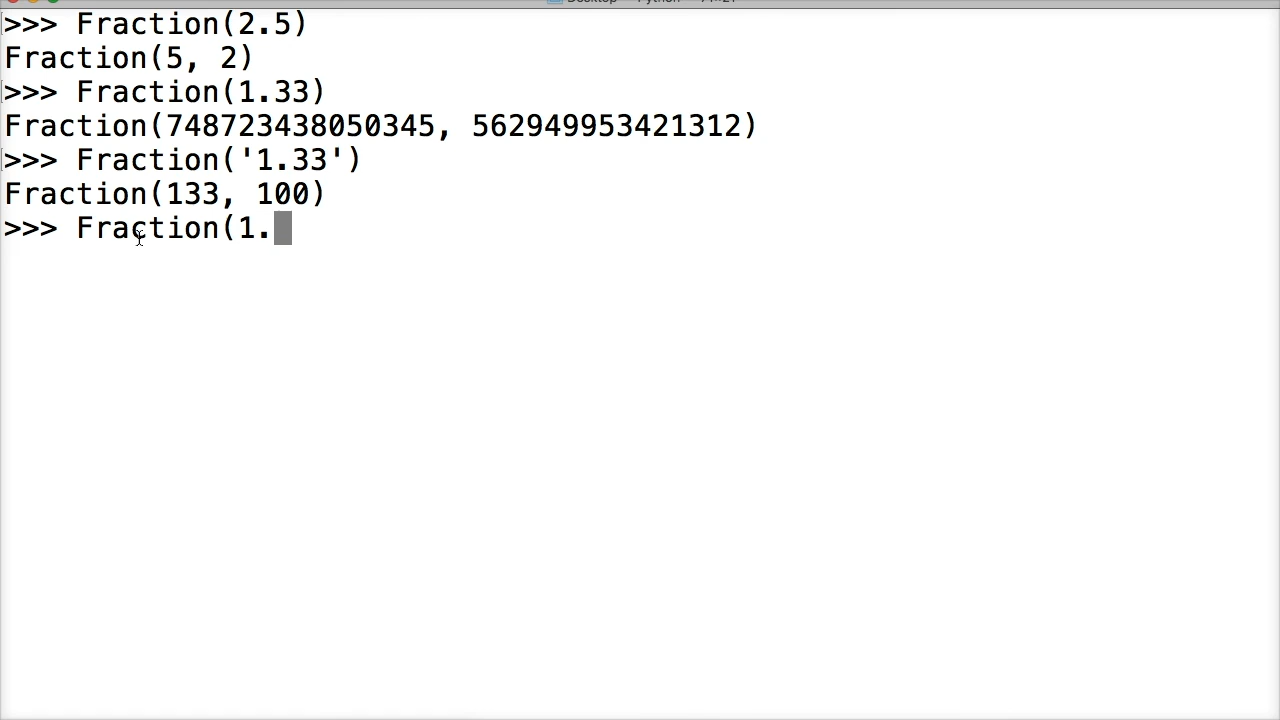 >>> Fraction(2.5)
Fraction(5, 2)
>>> Fraction(1.33)
Fraction(748723438050345, 562949953421312)
>>> Fraction('1.33')
Fraction(133, 100)
>>> Fraction(1.